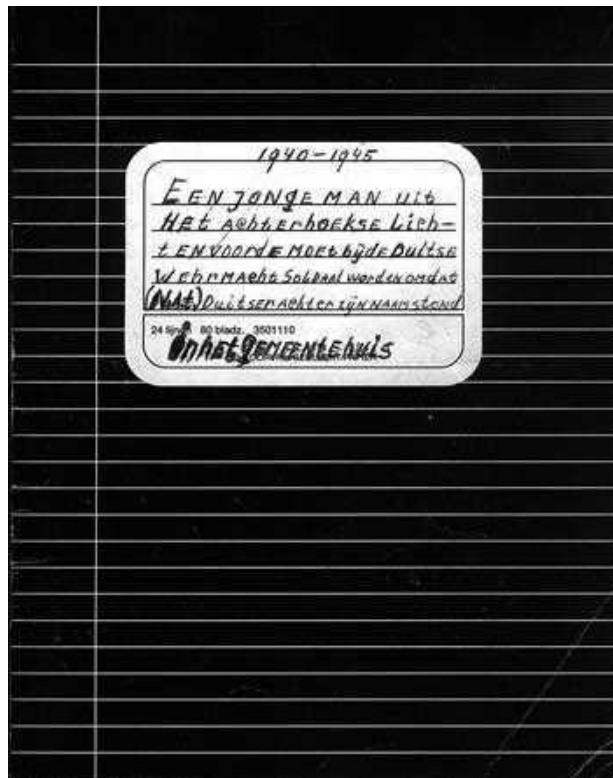 1940-1945
EEN JONGE MAN uit
HEt AchtERhoEKsE Lich-
tENVOORdE MOEt bijdE Duitse
WEhrmacht Soldaat worden omdat
(Nat) Duitser Achter zijn NAAM stond
24 lijn 80 bladz. 3501110
in het gEMEENtEhuis